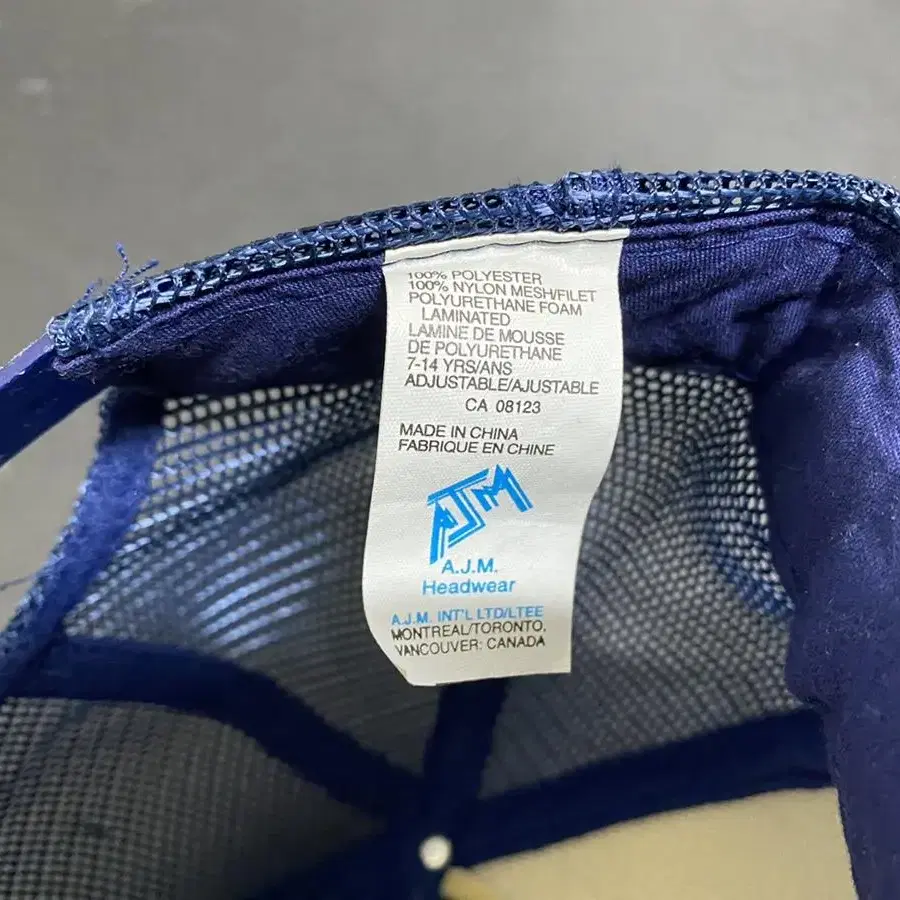 100% POLYESTER
100% NYLON MESH/FILET
POLYURETHANE FOAM
LAMINATED
LAMINE DE MOUSSE
DE POLYURETHANE
7-14 YRS/ANS
ADJUSTABLE/AJUSTABLE
CA 08123
MADE IN CHINA
FABRIQUE EN CHINE
AJM
A.J.M.
Headwear
A.J.M. INT'L LTD/LTEE
MONTREAL/TORONTO,
VANCOUVER: CANADA